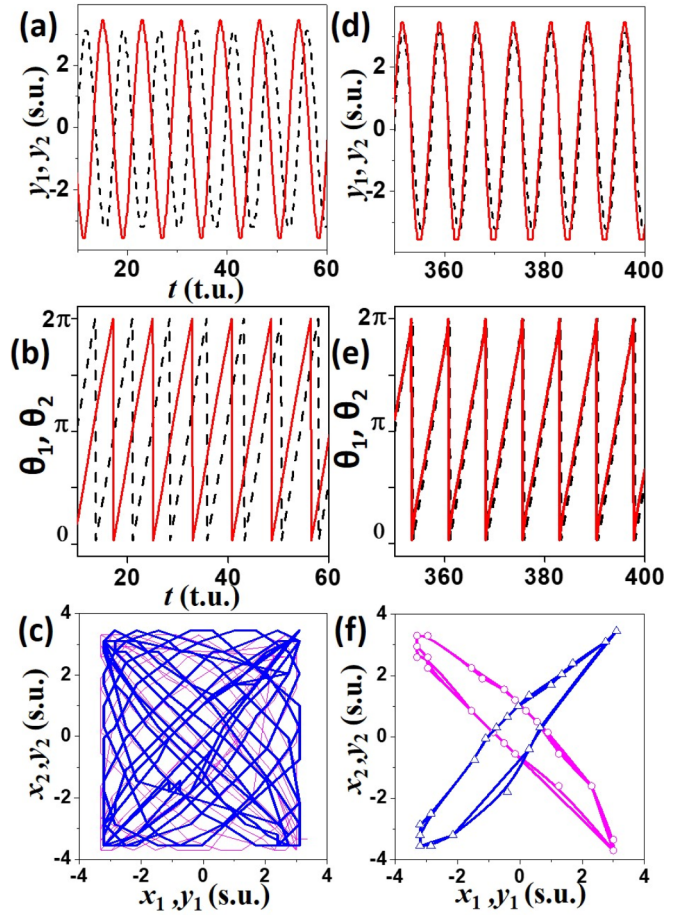 (a)
y₁, y₂ (s.u.)
2
0
-2
20
40
60
t (t.u.)
(d)
y₁, y₂ (s.u.)
2
0
-2
360
380
400
(b)
θ₁, θ₂
2π
π
0
20
40
60
t (t.u.)
(e)
θ₁, θ₂
2π
π
0
360
380
400
(c)
x₂,y₂ (s.u.)
4
2
0
-2
-4
-4
-2
0
2
4
x₁ ,y₁ (s.u.)
(f)
x₂,y₂ (s.u.)
4
2
0
-2
-4
-4
-2
0
2
4
x₁ ,y₁ (s.u.)